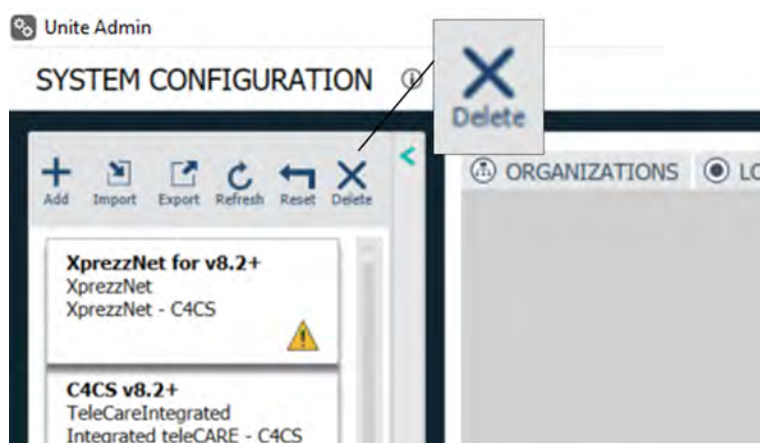 Unite Admin
SYSTEM CONFIGURATION
Delete
Add Import Export Refresh Reset Delete
ORGANIZATIONS LO
XprezzNet for v8.2+
XprezzNet
XprezzNet - C4CS
C4CS v8.2+
TeleCareIntegrated
Integrated teleCARE - C4CS